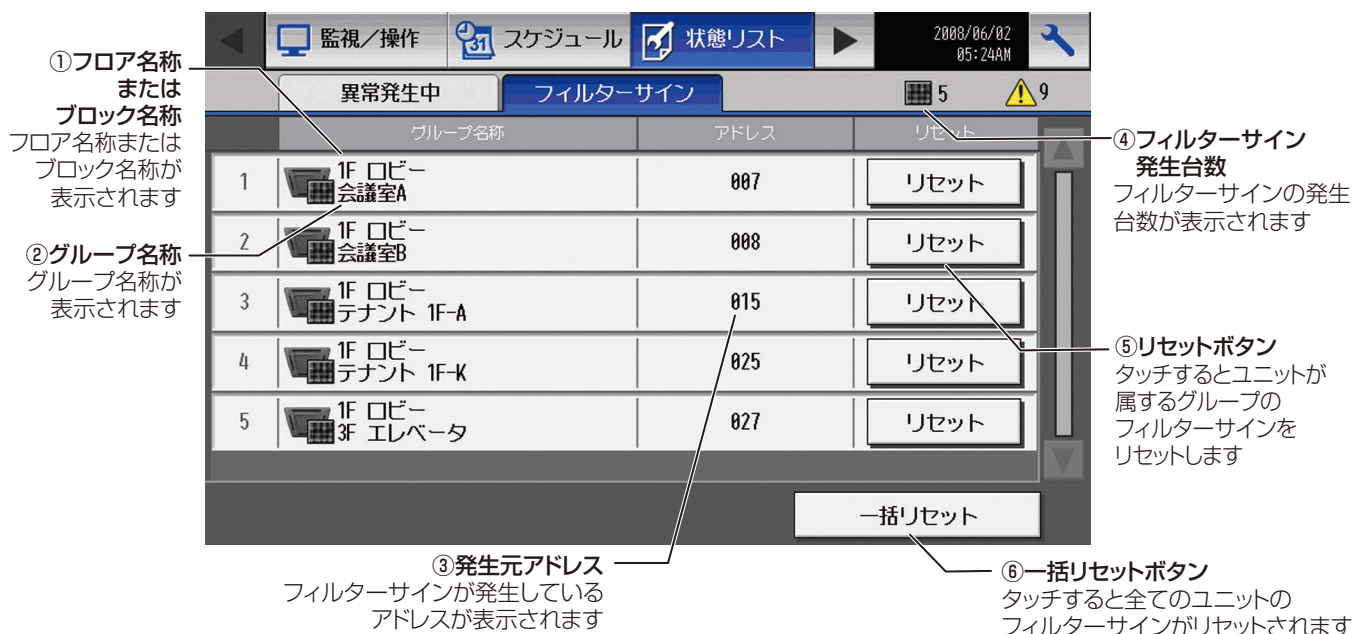 監視／操作
31
スケジュール
状態リスト
2008/06/02
05:24AM
異常発生中
フィルターサイン
5
9
グループ名称
アドレス
リセット
1
1F ロビー
会議室A
007
リセット
2
1F ロビー
会議室B
008
リセット
3
1F ロビー
テナント 1F-A
015
リセット
4
1F ロビー
テナント 1F-K
025
リセット
5
1F ロビー
3F エレベータ
027
リセット
一括リセット
①フロア名称
または
ブロック名称
フロア名称または
ブロック名称が
表示されます
②グループ名称
グループ名称が
表示されます
③発生元アドレス
フィルターサインが発生している
アドレスが表示されます
④フィルターサイン
発生台数
フィルターサインの発生
台数が表示されます
⑤リセットボタン
タッチするとユニットが
属するグループの
フィルターサインを
リセットします
⑥一括リセットボタン
タッチすると全てのユニットの
フィルターサインがリセットされます